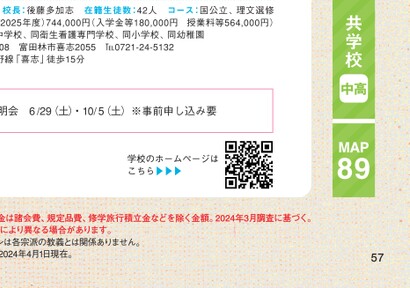 校長：後藤多加志 在籍生徒数：42人 コース：国公立、理文選修
2025年度）744,000円（入学金等180,000円 授業料等564,000円）
中学校、同衛生看護専門学校、同小学校、同幼稚園
08 富田林市喜志2055 ℡0721-24-5132
野線「喜志」徒歩15分
明会 6/29（土）・10/5（土） ※事前申し込み要
学校のホームページは
こちら▶▶▶
共学校
中高
MAP
89
金は諸会費、規定品費、修学旅行積立金などを除く金額。2024年3月調査に基づく。
により異なる場合があります。
ンは各宗派の教義とは関係ありません。
2024年4月1日現在。
57